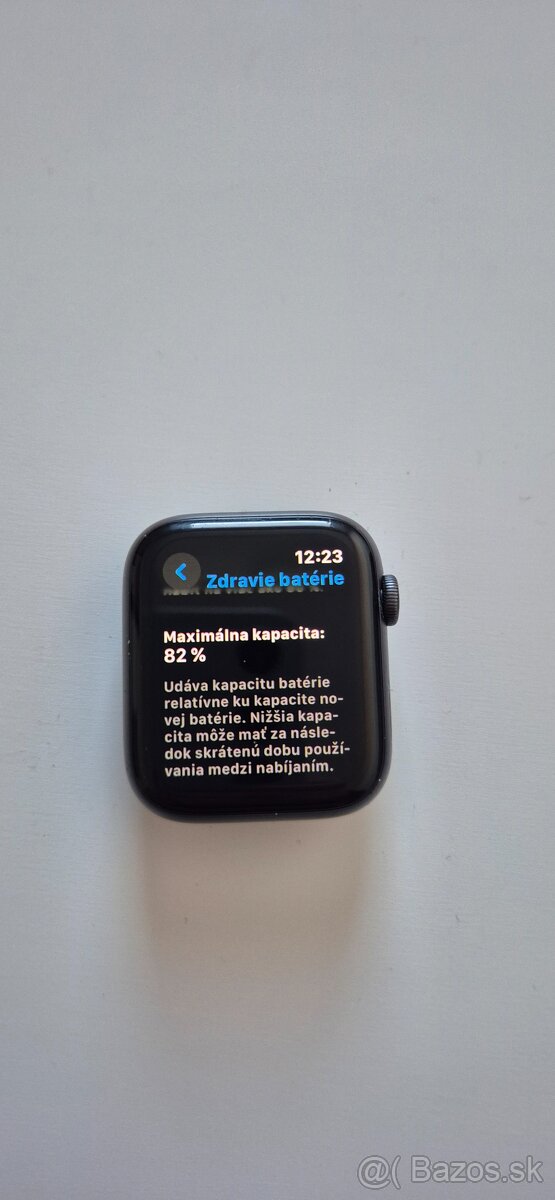 12:23
Zdravie batérie
Maximálna kapacita:
82 %
Udáva kapacitu batérie
relatívne ku kapacite no-
vej batérie. Nižšia kapa-
cita môže mať za násle-
dok skrátenú dobu použí-
vania medzi nabíjaním.
@( Bazos.sk